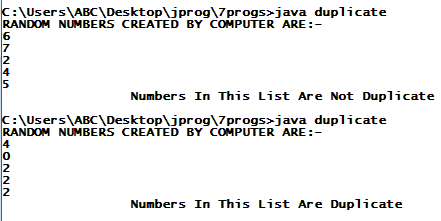 C:\Users\ABC\Desktop\jprog\7progs>java duplicate
RANDOM NUMBERS CREATED BY COMPUTER ARE:-
6
7
2
4
5
Numbers In This List Are Not Duplicate
C:\Users\ABC\Desktop\jprog\7progs>java duplicate
RANDOM NUMBERS CREATED BY COMPUTER ARE:-
4
0
2
2
2
Numbers In This List Are Duplicate